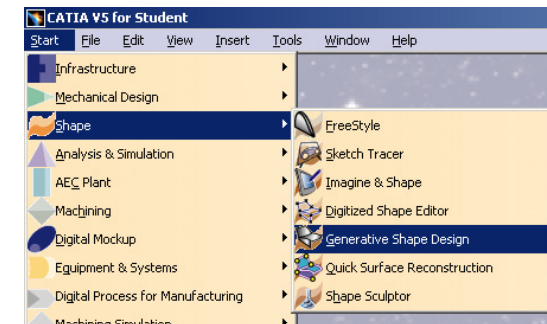 CATIA V5 for Student
Start File Edit View Insert Tools Window Help
Infrastructure
Mechanical Design
Shape
Analysis & Simulation
AEC Plant
Machining
Digital Mockup
Equipment & Systems
Digital Process for Manufacturing
Machining Simulation
FreeStyle
Sketch Tracer
Imagine & Shape
Digitized Shape Editor
Generative Shape Design
Quick Surface Reconstruction
Shape Sculptor